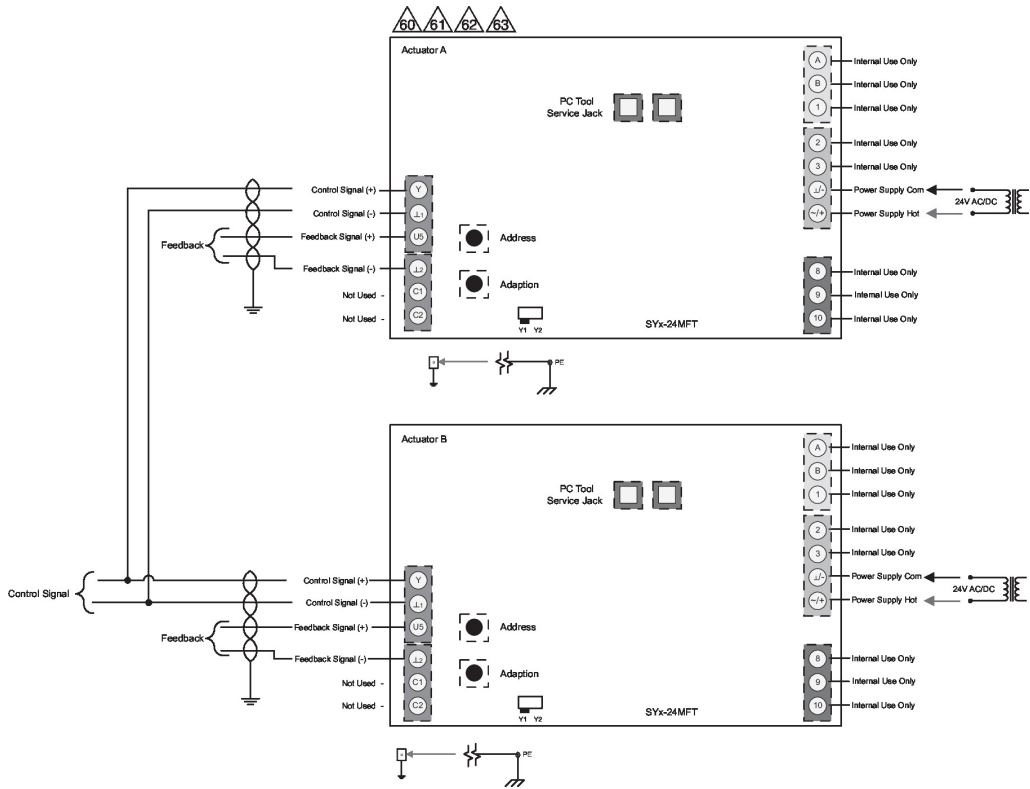 60 61 62 63
Actuator A
A Internal Use Only
B Internal Use Only
PC Tool
Service Jack
1 Internal Use Only
2 Internal Use Only
3 Internal Use Only
Control Signal (+) Y
⊥/- Power Supply Com
24V AC/DC
Control Signal (-) ⊥1
~/+ Power Supply Hot
Feedback
Feedback Signal (+) U5
Address
Feedback Signal (-) ⊥2
8 Internal Use Only
Adaption
Not Used - C1
9 Internal Use Only
Not Used - C2
10 Internal Use Only
Y1 Y2
SYx-24MFT
PE
Actuator B
A Internal Use Only
B Internal Use Only
PC Tool
Service Jack
1 Internal Use Only
2 Internal Use Only
3 Internal Use Only
Control Signal
Control Signal (+) Y
⊥/- Power Supply Com
24V AC/DC
Control Signal (-) ⊥1
~/+ Power Supply Hot
Feedback
Feedback Signal (+) U5
Address
Feedback Signal (-) ⊥2
8 Internal Use Only
Adaption
Not Used - C1
9 Internal Use Only
Not Used - C2
10 Internal Use Only
Y1 Y2
SYx-24MFT
PE